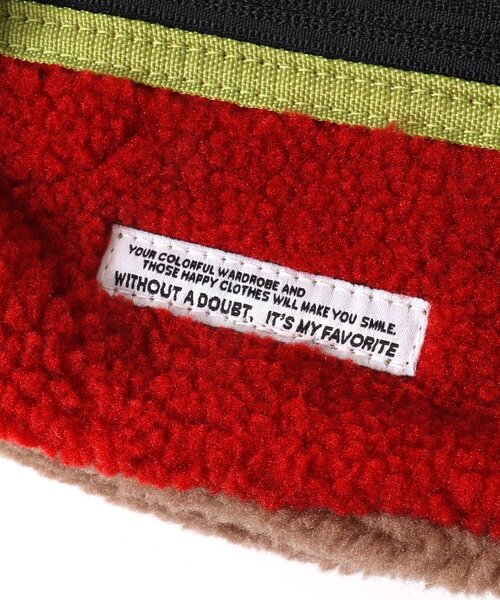 YOUR COLORFUL WARDROBE AND
THOSE HAPPY CLOTHES WILL MAKE YOU SMILE.
WITHOUT A DOUBT, IT'S MY FAVORITE